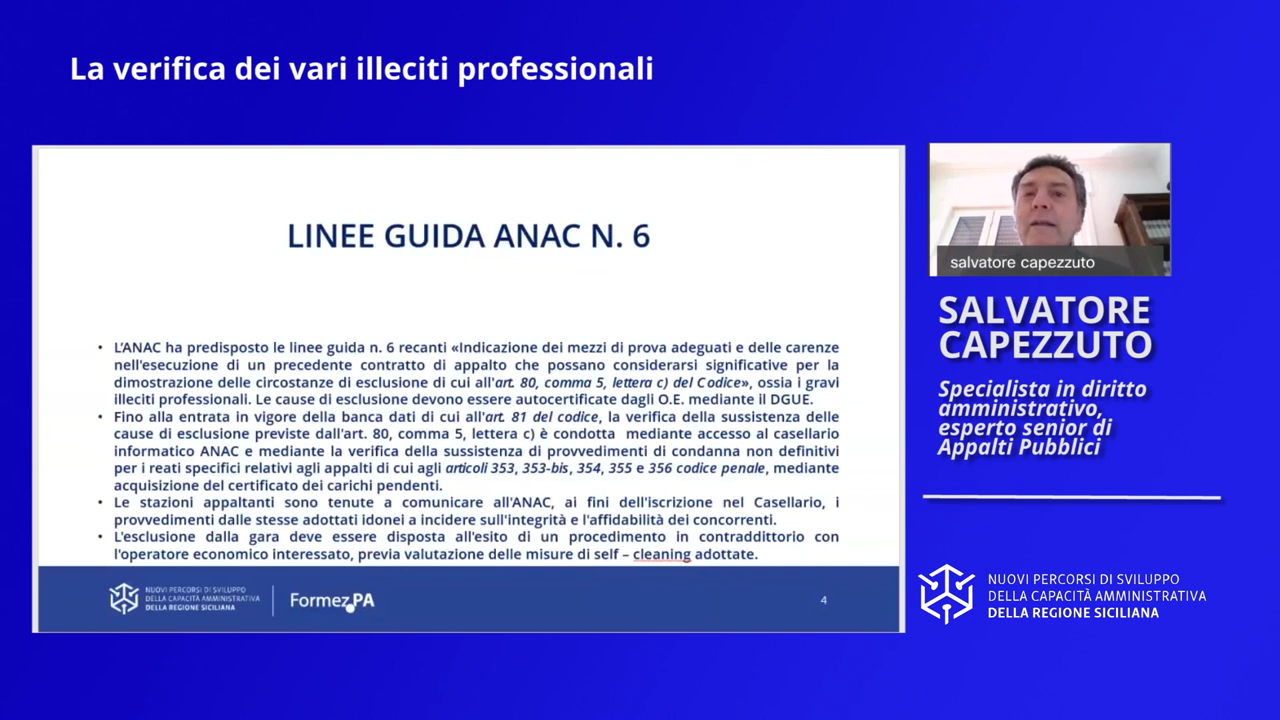 La verifica dei vari illeciti professionali
LINEE GUIDA ANAC N. 6
• L'ANAC ha predisposto le linee guida n. 6 recanti «Indicazione dei mezzi di prova adeguati e delle carenze
nell'esecuzione di un precedente contratto di appalto che possano considerarsi significative per la
dimostrazione delle circostanze di esclusione di cui all'art. 80, comma 5, lettera c) del Codice», ossia i gravi
illeciti professionali. Le cause di esclusione devono essere autocertificate dagli O.E. mediante il DGUE.
• Fino alla entrata in vigore della banca dati di cui all'art. 81 del codice, la verifica della sussistenza delle
cause di esclusione previste dall'art. 80, comma 5, lettera c) è condotta mediante accesso al casellario
informatico ANAC e mediante la verifica della sussistenza di provvedimenti di condanna non definitivi
per i reati specifici relativi agli appalti di cui agli articoli 353, 353-bis, 354, 355 e 356 codice penale, mediante
acquisizione del certificato dei carichi pendenti.
• Le stazioni appaltanti sono tenute a comunicare all'ANAC, ai fini dell'iscrizione nel Casellario, i
provvedimenti dalle stesse adottati idonei a incidere sull'integrità e l'affidabilità dei concorrenti.
• L'esclusione dalla gara deve essere disposta all'esito di un procedimento in contraddittorio con
l'operatore economico interessato, previa valutazione delle misure di self – cleaning adottate.
NUOVI PERCORSI DI SVILUPPO
DELLA CAPACITÀ AMMINISTRATIVA
DELLA REGIONE SICILIANA
Formez PA
4
salvatore capezzuto
SALVATORE
CAPEZZUTO
Specialista in diritto
amministrativo,
esperto senior di
Appalti Pubblici
NUOVI PERCORSI DI SVILUPPO
DELLA CAPACITÀ AMMINISTRATIVA
DELLA REGIONE SICILIANA